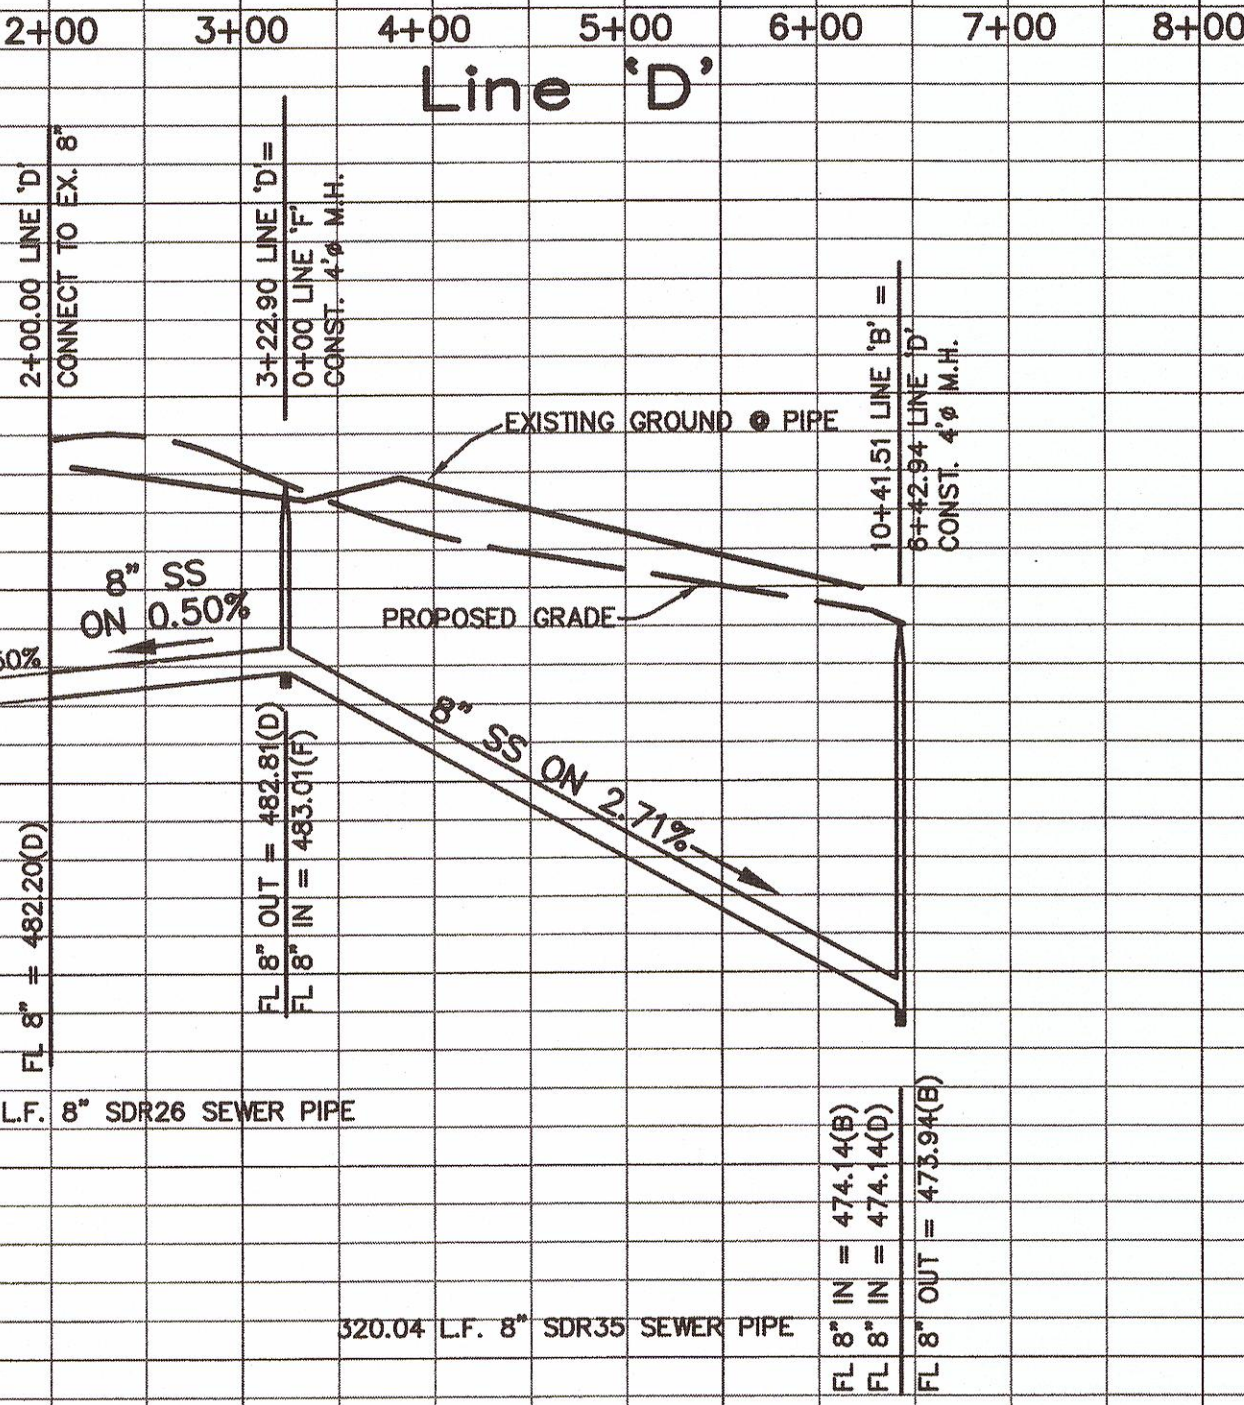 2+00 3+00 4+00 5+00 6+00 7+00 8+00
Line 'D'
2+00.00 LINE 'D'
CONNECT TO EX. 8"
3+22.90 LINE 'D'=
0+00 LINE 'F'
CONST. 4'ø M.H.
10+41.51 LINE 'B' =
6+42.94 LINE 'D'
CONST. 4'ø M.H.
EXISTING GROUND @ PIPE
PROPOSED GRADE
8" SS
ON 0.50%
50%
8" SS ON 2.71%
FL 8" = 482.20(D)
FL 8" OUT = 482.81(D)
FL 8" IN = 483.01(F)
L.F. 8" SDR26 SEWER PIPE
320.04 L.F. 8" SDR35 SEWER PIPE
FL 8" IN = 474.14(B)
FL 8" IN = 474.14(D)
FL 8" OUT = 473.94(B)